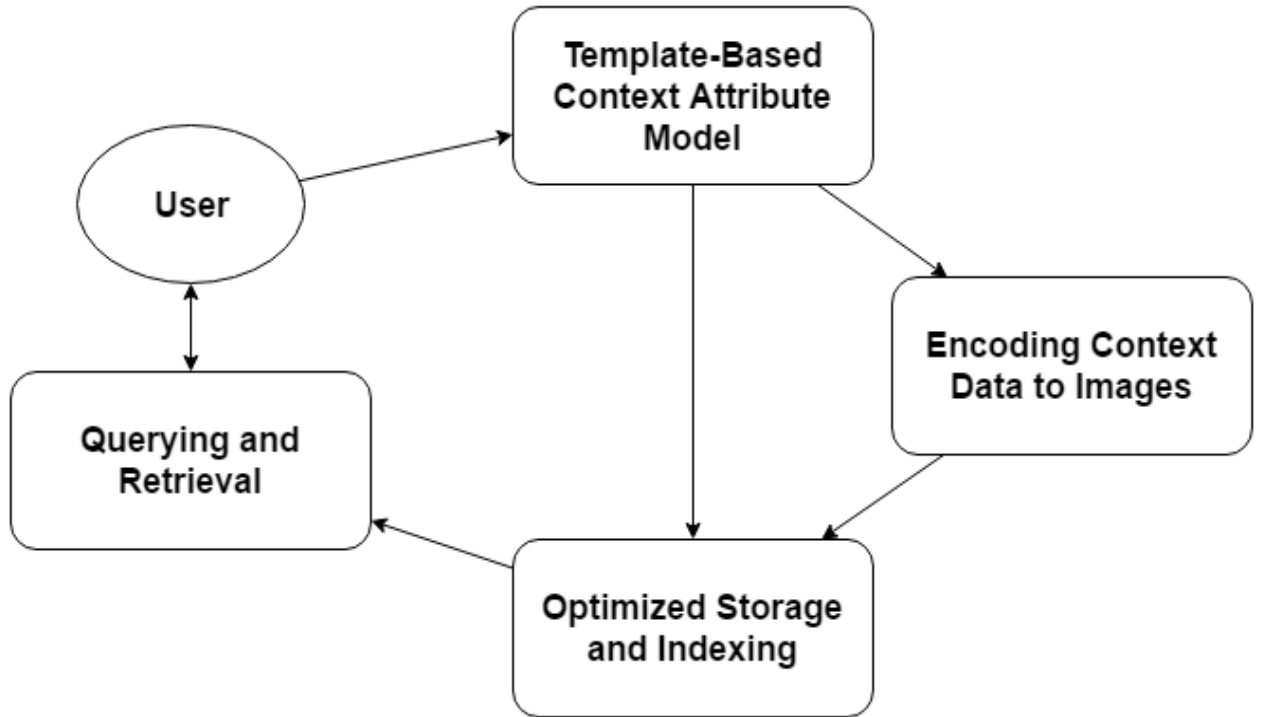 Template-Based
Context Attribute
Model
User
Encoding Context
Data to Images
Querying and
Retrieval
Optimized Storage
and Indexing